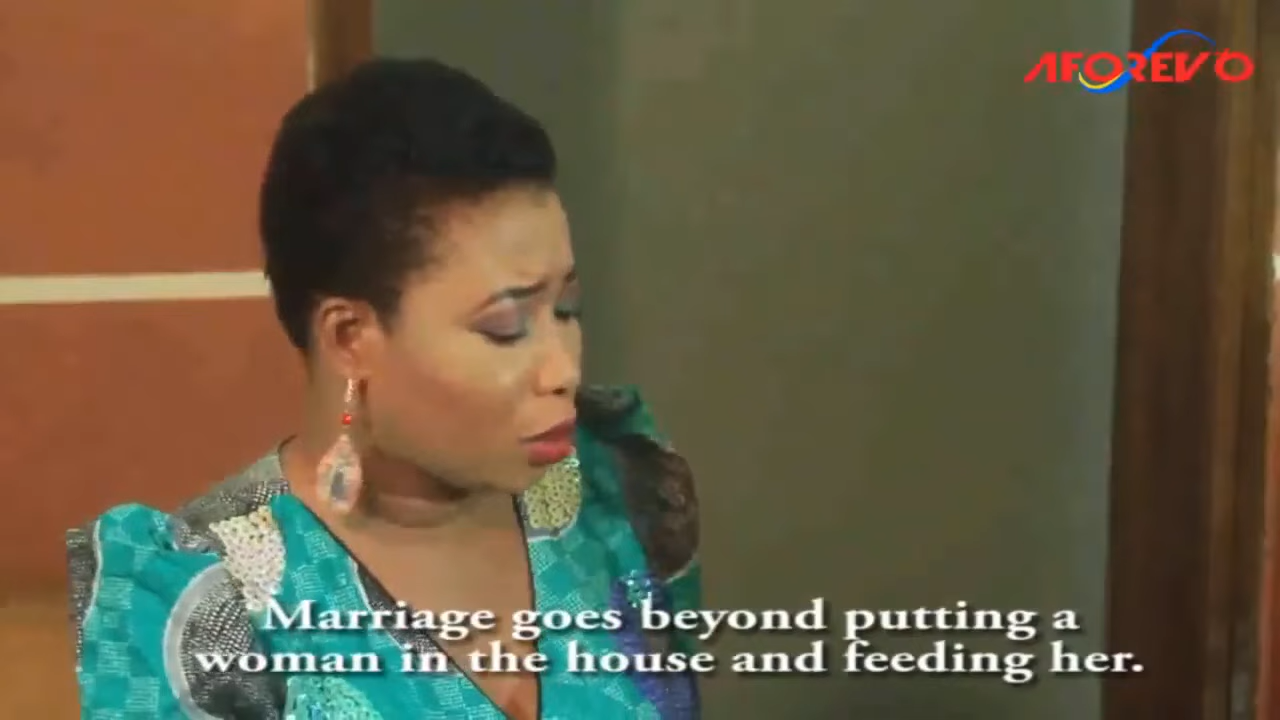 AFOREVO
Marriage goes beyond putting a
woman in the house and feeding her.